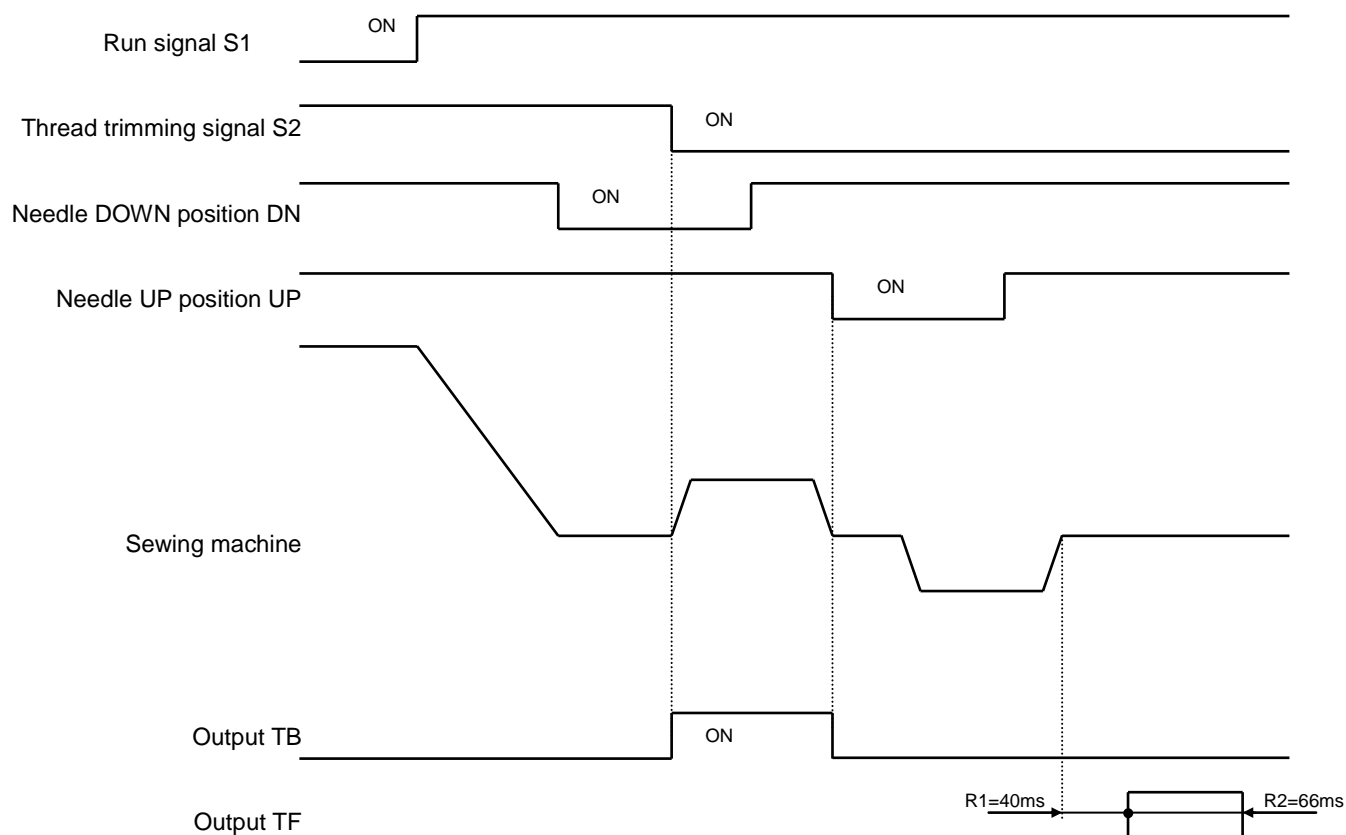 ON
Run signal S1
Thread trimming signal S2
ON
Needle DOWN position DN
ON
Needle UP position UP
ON
Sewing machine
Output TB
ON
R1=40ms
R2=66ms
Output TF